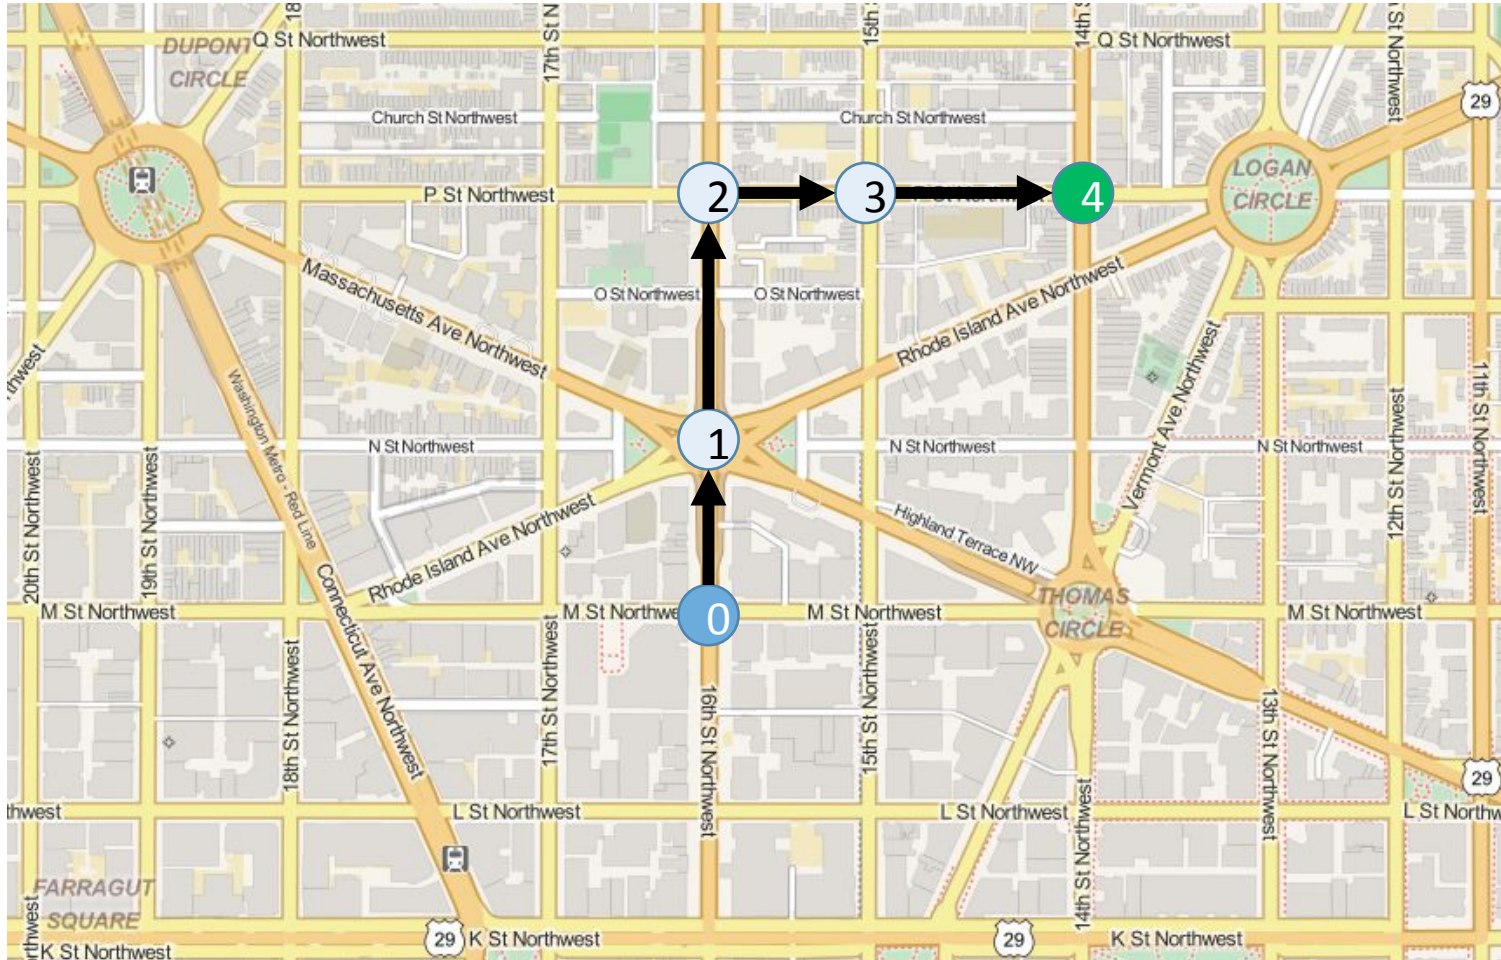 18
17th St N
15th S
14th S
St Northwest
DUPONT
CIRCLE
Q St Northwest
Q St Northwest
29
Church St Northwest
Church St Northwest
LOGAN
CIRCLE
P St Northwest
2
3
4
Massachusetts Ave Northwest
O St Northwest
O St Northwest
Rhode Island Ave Northwest
thwest
Washington Metro - Red Line
Vermont Ave Northwest
11th St Northwest
1
N St Northwest
N St Northwest
N St Northwest
20th St Northwest
19th St Northwest
12th St Northwest
Rhode Island Ave Northwest
Highland Terrace NW
M St Northwest
M St Northwe
0
M St Northwest
THOMAS
CIRCLE
M St Northwest
Connecticut Ave Northwest
18th St Northwest
17th St Northwest
16th St Northwest
15th St Northwest
14th St Northwest
13th St Northwest
29
thwest
L St Northwest
L St Northwest
L St Northw
FARRAGUT
SQUARE
rthwest
29
K St Northwest
29
K St Northwest
K St Northwest